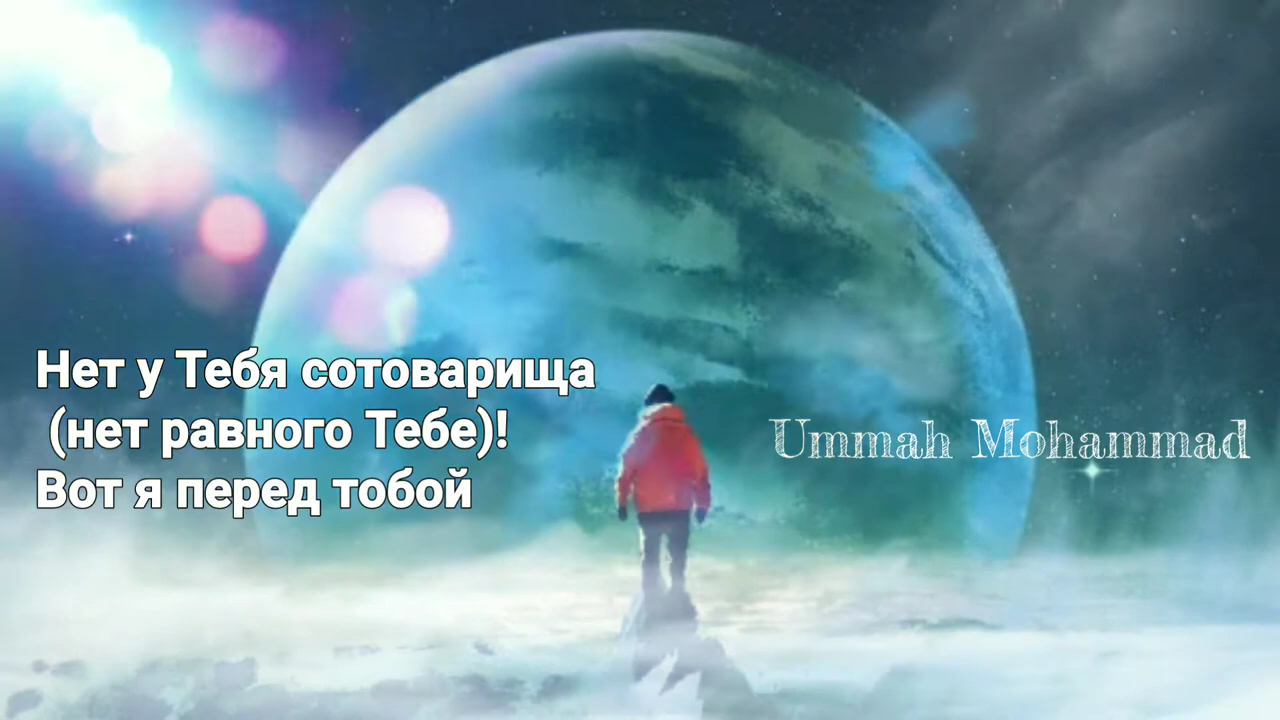 Нет у Тебя сотоварища
(нет равного Тебе)!
Вот я перед тобой
Ummah Mohammad